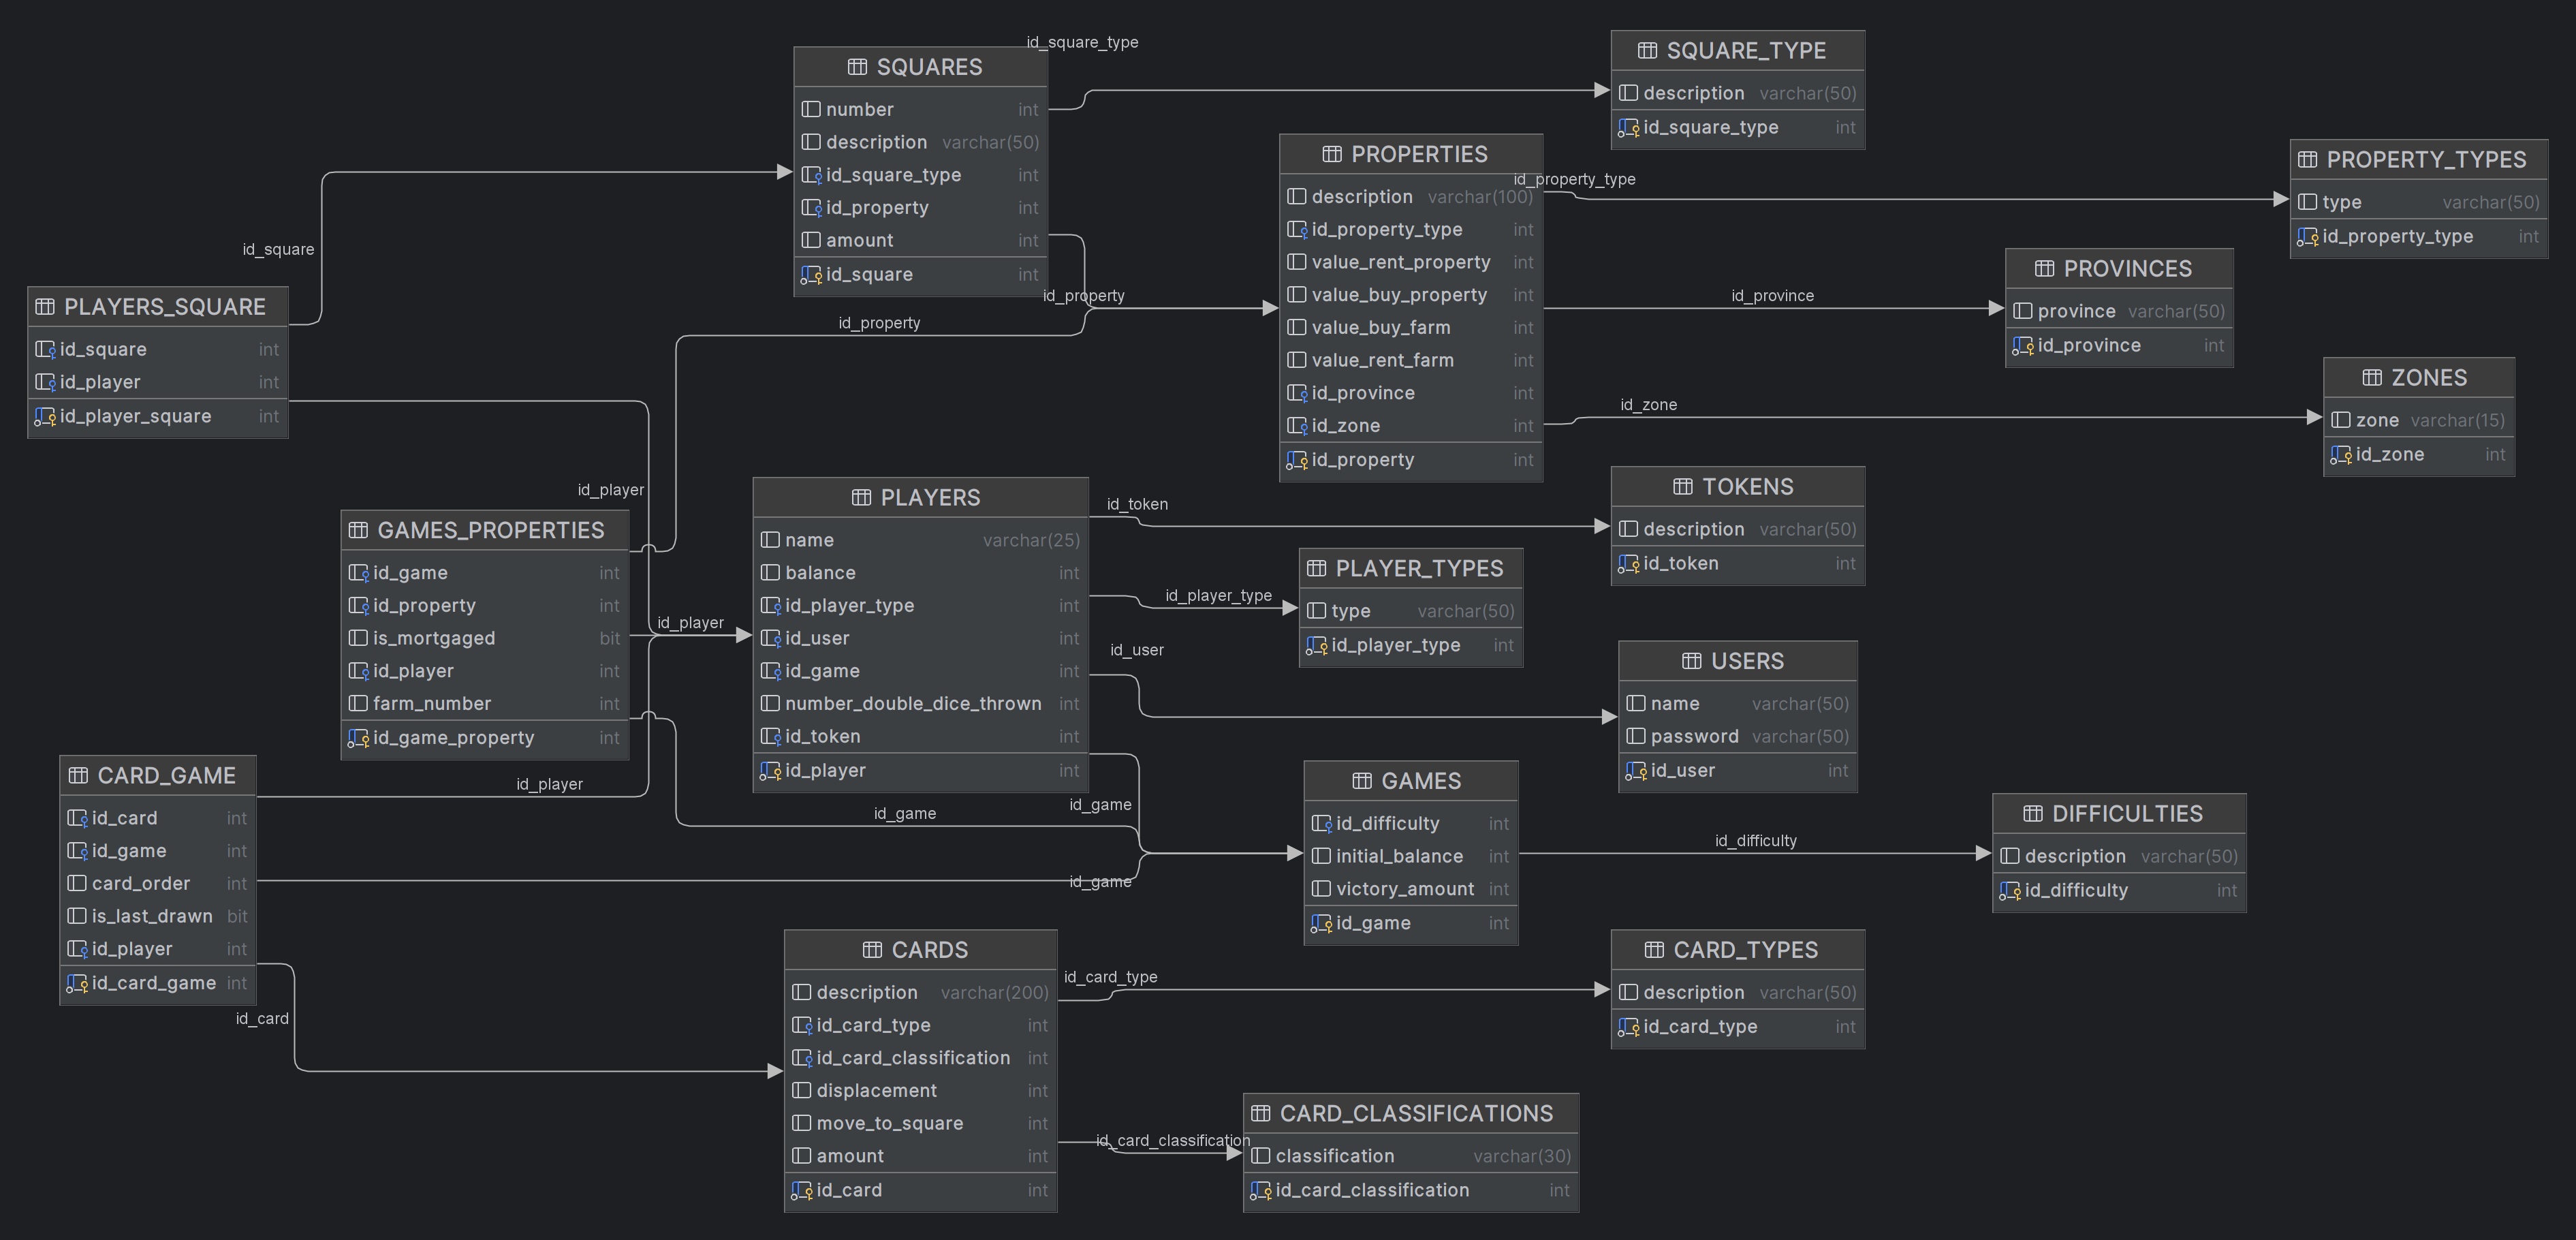 SQUARES
number int
description varchar(50)
id_square_type int
id_property int
amount int
id_square int
id_square_type
SQUARE_TYPE
description varchar(50)
id_square_type int
PROPERTIES
description varchar(100)
id_property_type int
value_rent_property int
value_buy_property int
value_buy_farm int
value_rent_farm int
id_province int
id_zone int
id_property int
id_property_type
PROPERTY_TYPES
type varchar(50)
id_property_type int
id_province
PROVINCES
province varchar(50)
id_province int
id_zone
ZONES
zone varchar(15)
id_zone int
id_square
PLAYERS_SQUARE
id_square int
id_player int
id_player_square int
id_property
id_property
id_player
GAMES_PROPERTIES
id_game int
id_property int
is_mortgaged bit
id_player int
farm_number int
id_game_property int
id_player
PLAYERS
name varchar(25)
balance int
id_player_type int
id_user int
id_game int
number_double_dice_thrown int
id_token int
id_player int
id_token
TOKENS
description varchar(50)
id_token int
id_player_type
PLAYER_TYPES
type varchar(50)
id_player_type int
id_user
USERS
name varchar(50)
password varchar(50)
id_user int
CARD_GAME
id_card int
id_game int
card_order int
is_last_drawn bit
id_player int
id_card_game int
id_player
id_game
id_game
id_game
GAMES
id_difficulty int
initial_balance int
victory_amount int
id_game int
id_difficulty
DIFFICULTIES
description varchar(50)
id_difficulty int
id_card
CARDS
description varchar(200)
id_card_type int
id_card_classification int
displacement int
move_to_square int
amount int
id_card int
id_card_type
CARD_TYPES
description varchar(50)
id_card_type int
id_card_classification
CARD_CLASSIFICATIONS
classification varchar(30)
id_card_classification int